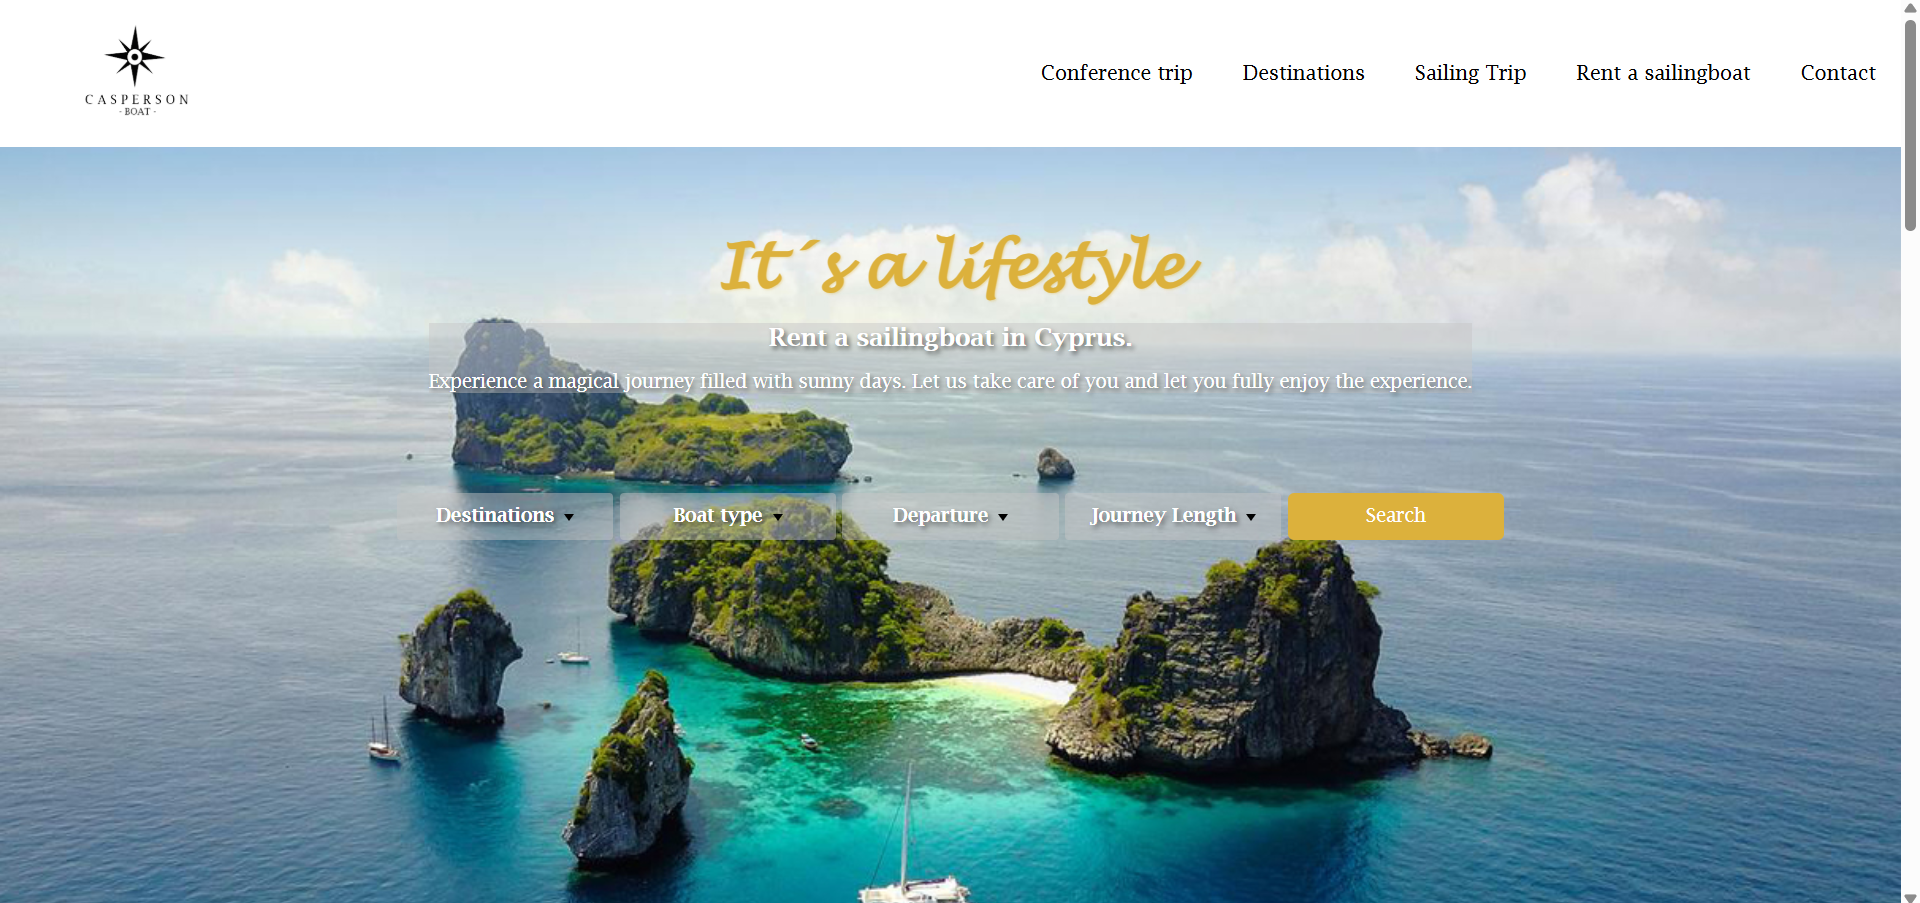 CASPERSON
- BOAT -
Conference trip
Destinations
Sailing Trip
Rent a sailingboat
Contact
It´s a lifestyle
Rent a sailingboat in Cyprus.
Experience a magical journey filled with sunny days. Let us take care of you and let you fully enjoy the experience.
Destinations
Boat type
Departure
Journey Length
Search